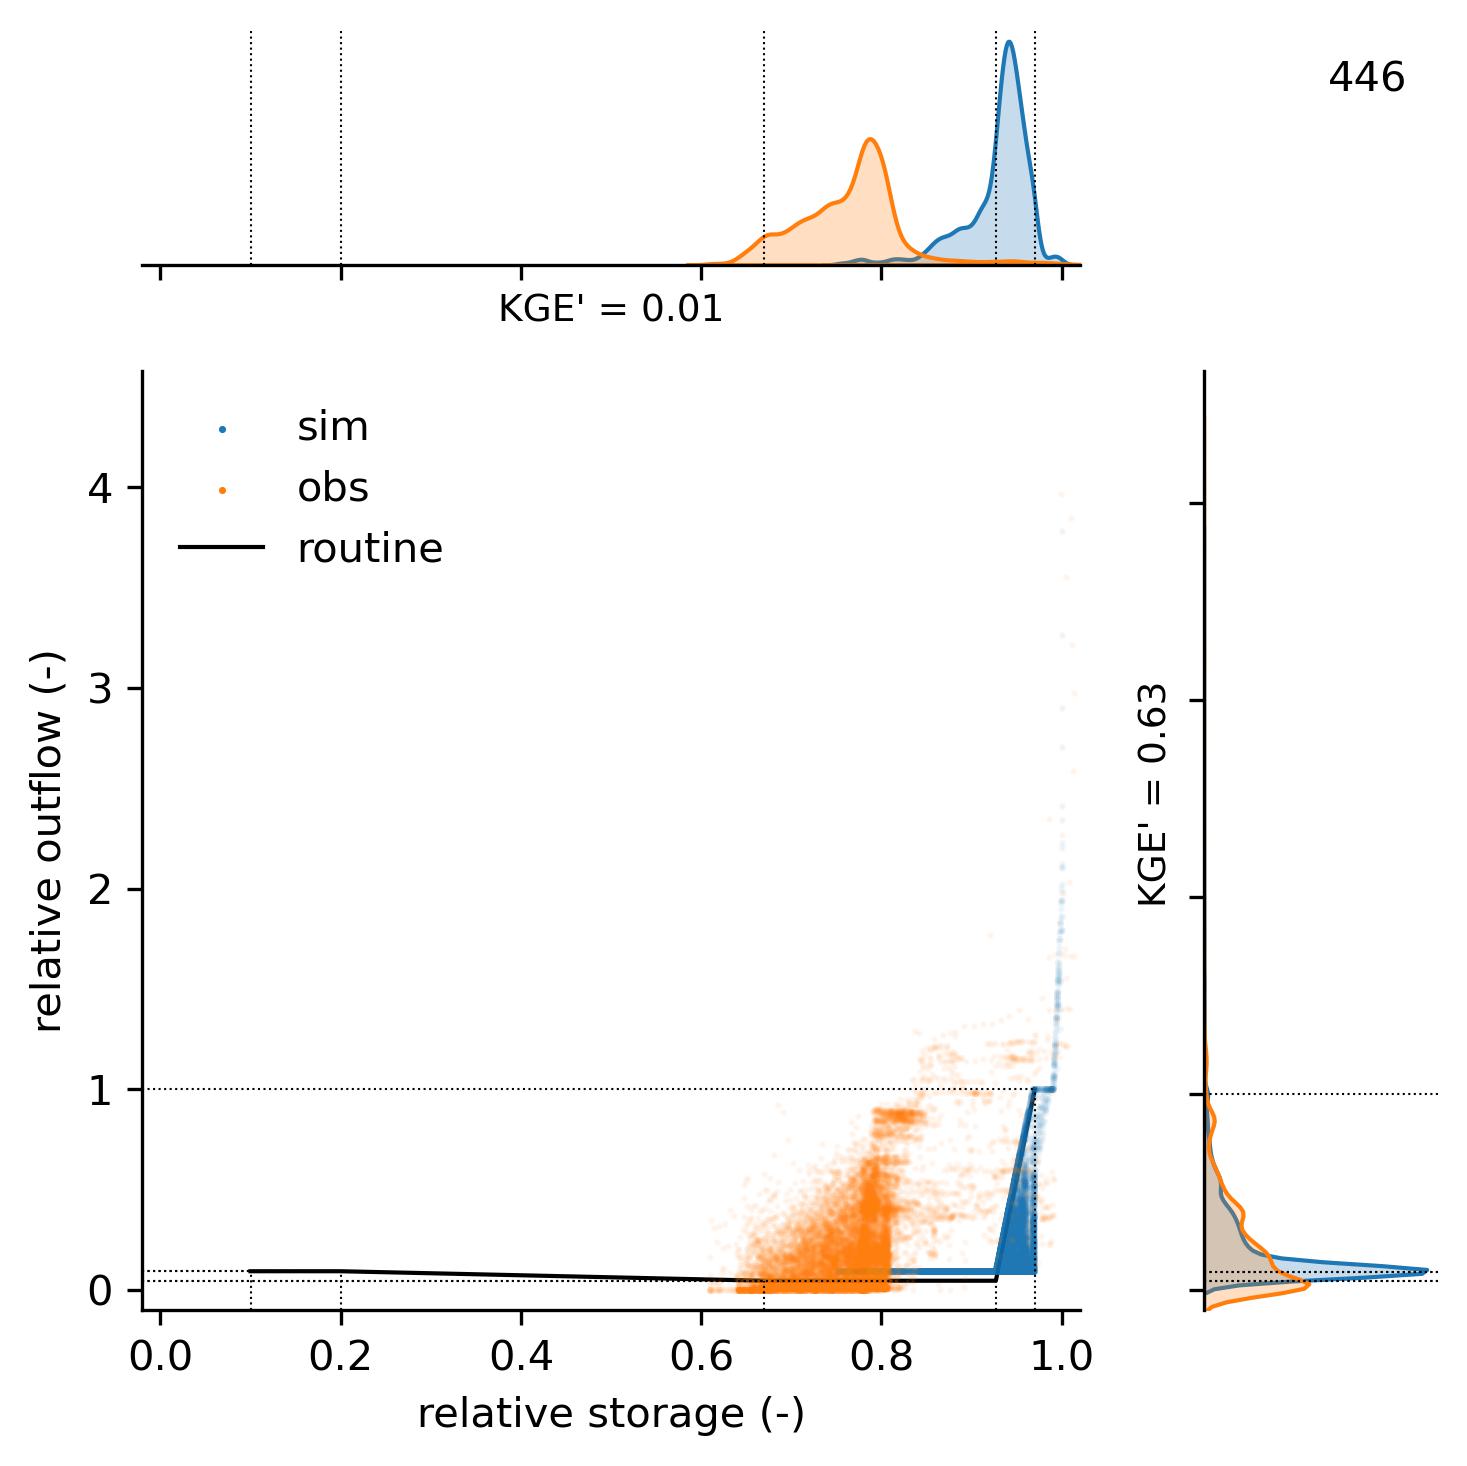 446
KGE' = 0.01
sim
obs
routine
4
3
2
1
0
relative outflow (-)
KGE' = 0.63
0.0 0.2 0.4 0.6 0.8 1.0
relative storage (-)